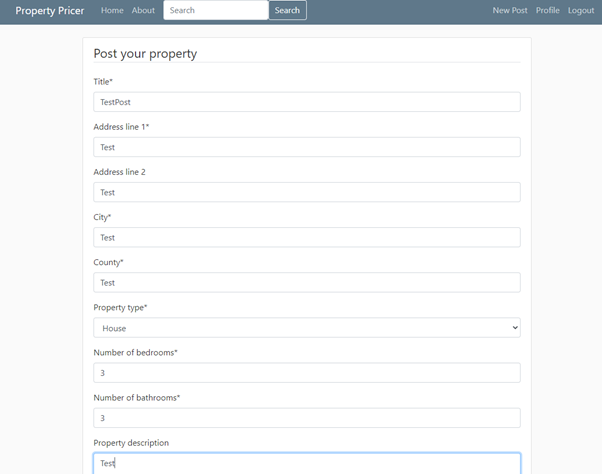 Property Pricer Home About Search Search New Post Profile Logout
Post your property
Title*
TestPost
Address line 1*
Test
Address line 2
Test
City*
Test
County*
Test
Property type*
House
Number of bedrooms*
3
Number of bathrooms*
3
Property description
Test